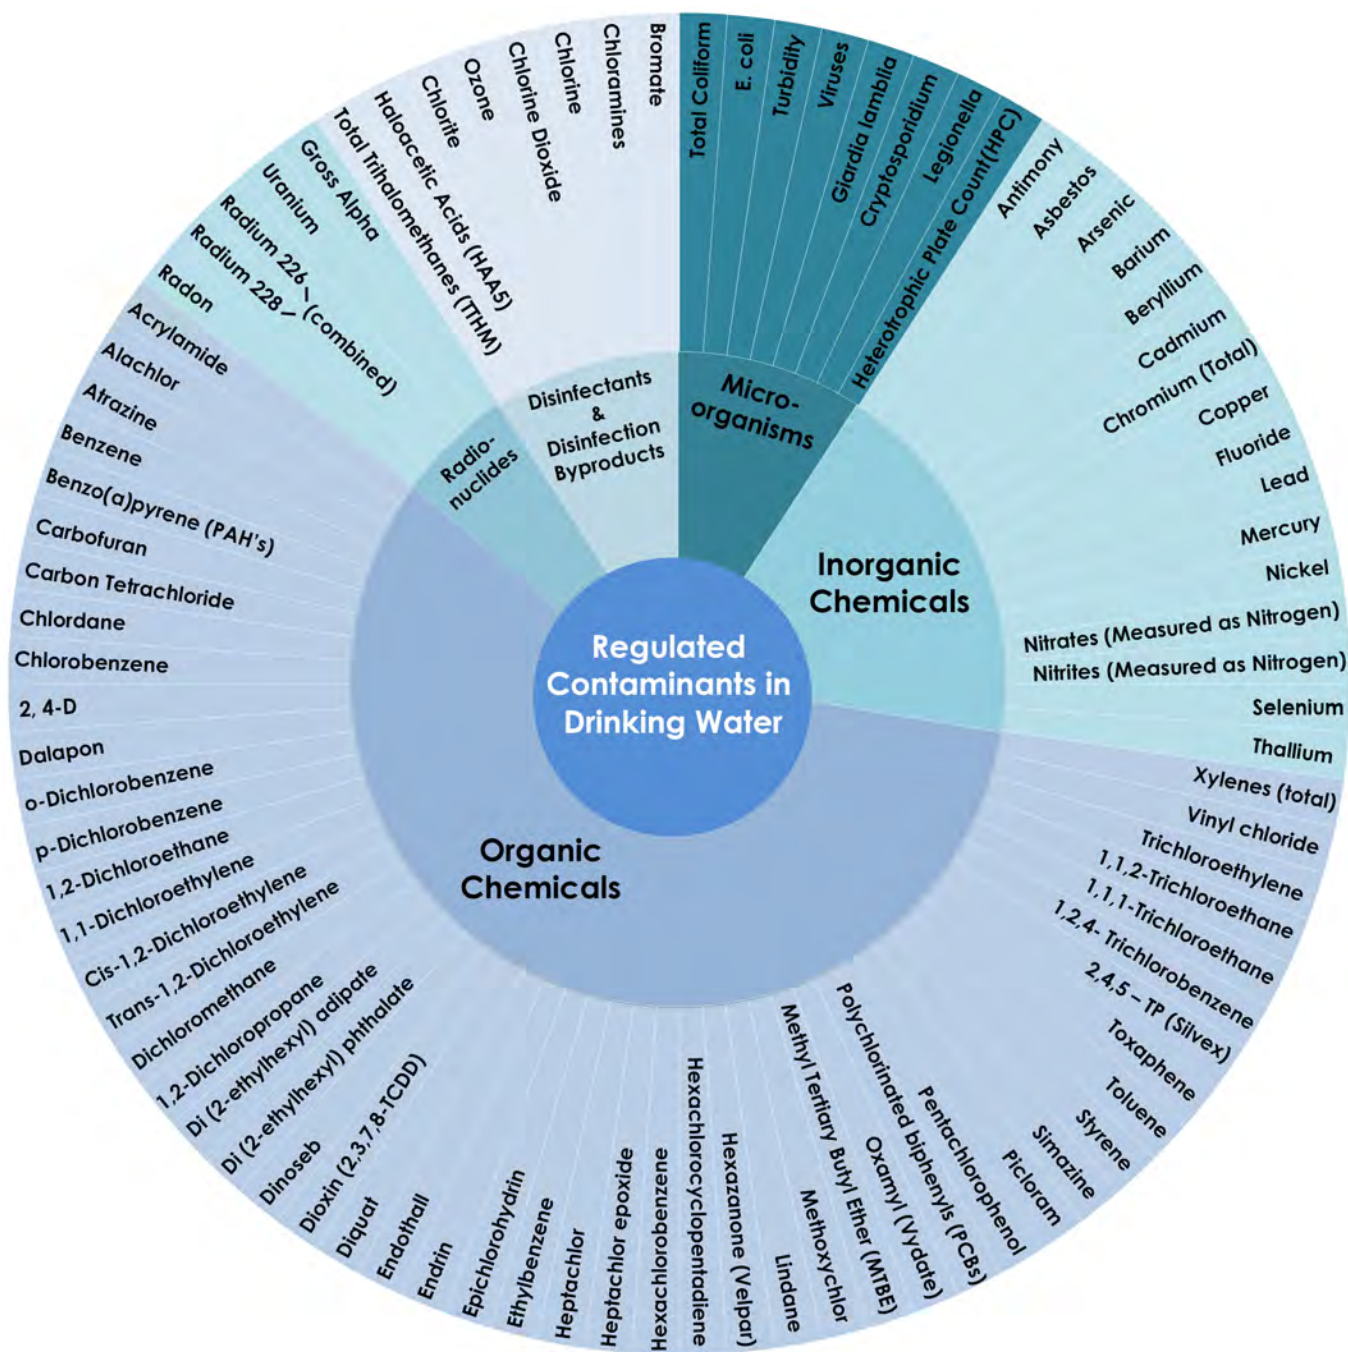 Regulated
Contaminants in
Drinking Water
Micro-
organisms
Total Coliform
E. coli
Turbidity
Viruses
Giardia lamblia
Cryptosporidium
Legionella
Heterotrophic Plate Count(HPC)
Inorganic
Chemicals
Antimony
Asbestos
Arsenic
Barium
Beryllium
Cadmium
Chromium (Total)
Copper
Fluoride
Lead
Mercury
Nickel
Nitrates (Measured as Nitrogen)
Nitrites (Measured as Nitrogen)
Selenium
Thallium
Organic
Chemicals
Xylenes (total)
Vinyl chloride
Trichloroethylene
1,1,2-Trichloroethane
1,1,1-Trichloroethane
1,2,4- Trichlorobenzene
2,4,5 – TP (Silvex)
Toxaphene
Toluene
Styrene
Simazine
Picloram
Pentachlorophenol
Polychlorinated biphenyls (PCBs)
Oxamyl (Vydate)
Methyl Tertiary Butyl Ether (MTBE)
Methoxychlor
Lindane
Hexazanone (Velpar)
Hexachlorocyclopentadiene
Hexachlorobenzene
Heptachlor epoxide
Heptachlor
Ethylbenzene
Epichlorohydrin
Endrin
Endothall
Diquat
Dioxin (2,3,7,8-TCDD)
Dinoseb
Di (2-ethylhexyl) phthalate
Di (2-ethylhexyl) adipate
1,2-Dichloropropane
Dichloromethane
Trans-1,2-Dichloroethylene
Cis-1,2-Dichloroethylene
1,1-Dichloroethylene
1,2-Dichloroethane
p-Dichlorobenzene
o-Dichlorobenzene
Dalapon
2, 4-D
Chlorobenzene
Chlordane
Carbon Tetrachloride
Carbofuran
Benzo(a)pyrene (PAH's)
Benzene
Atrazine
Alachlor
Acrylamide
Radio-
nuclides
Radon
Radium 228
Radium 226
(combined)
Uranium
Gross Alpha
Disinfectants
&
Disinfection
Byproducts
Total Trihalomethanes (TTHM)
Haloacetic Acids (HAA5)
Chlorite
Ozone
Chlorine Dioxide
Chlorine
Chloramines
Bromate